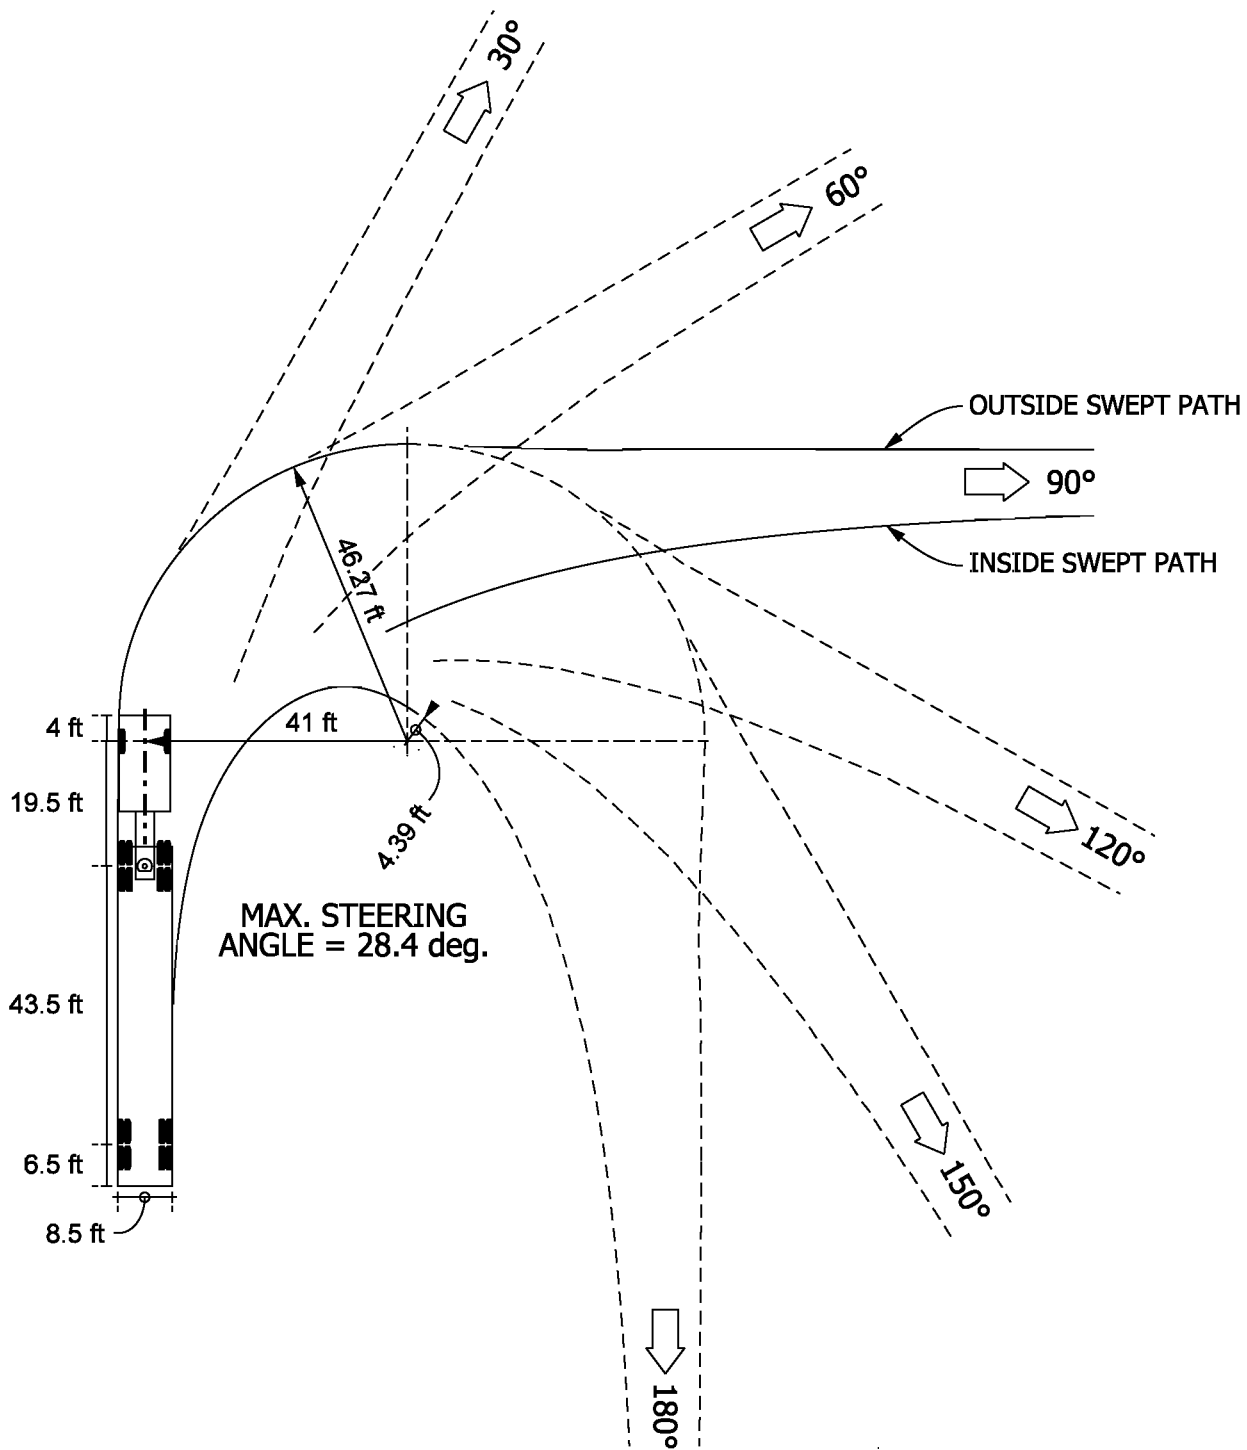 30°
60°
OUTSIDE SWEPT PATH
90°
INSIDE SWEPT PATH
46.27 ft
4 ft
41 ft
19.5 ft
4.39 ft
120°
MAX. STEERING
ANGLE = 28.4 deg.
43.5 ft
6.5 ft
150°
8.5 ft
180°